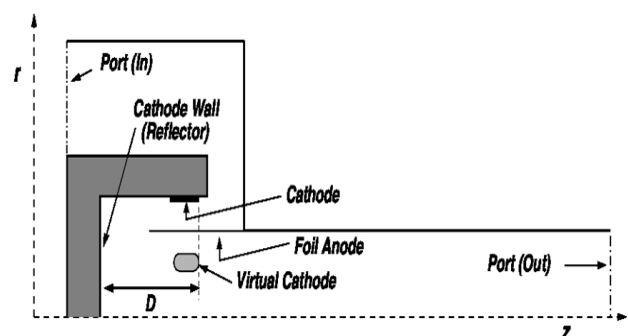 r
Port (In)
Cathode Wall
(Reflector)
Cathode
Foil Anode
Port (Out)
Virtual Cathode
D
z